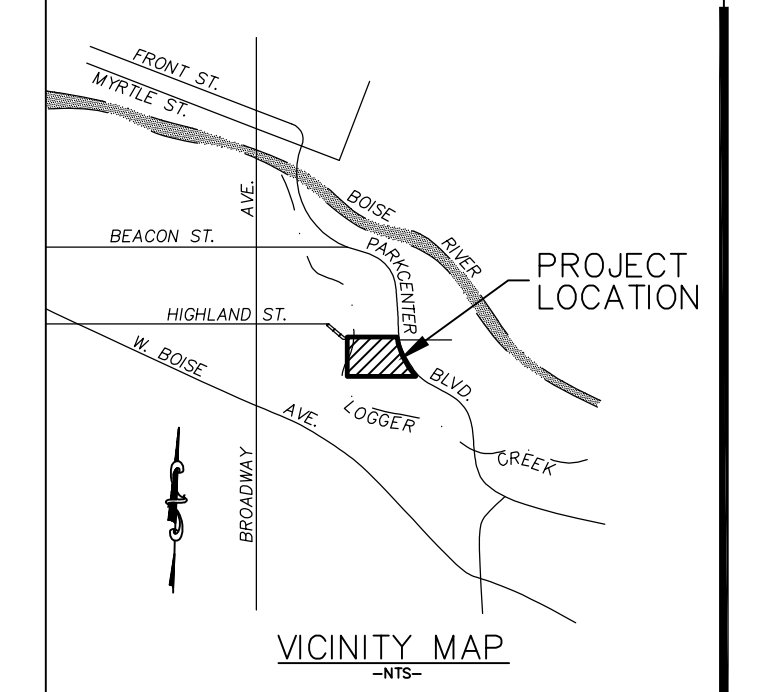 FRONT ST.
MYRTLE ST.
BOISE
RIVER
AVE.
BEACON ST.
PARKCENTER
PROJECT
LOCATION
HIGHLAND ST.
W. BOISE
BLVD.
AVE.
LOGGER
CREEK
BROADWAY
VICINITY MAP
-NTS-